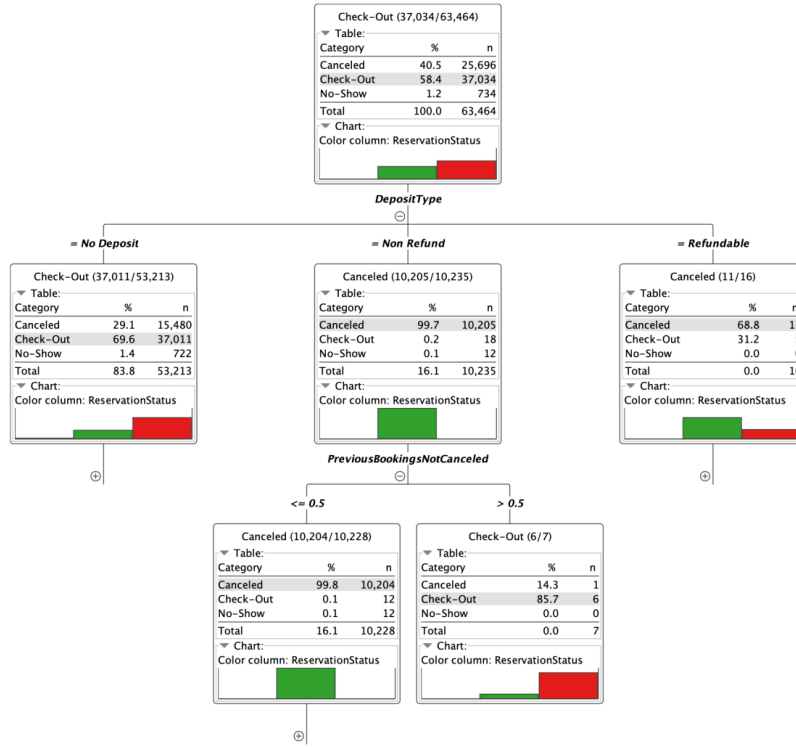 Check-Out (37,034/63,464)
Table:
Category % n
Canceled 40.5 25,696
Check-Out 58.4 37,034
No-Show 1.2 734
Total 100.0 63,464
Chart:
Color column: ReservationStatus
DepositType
= No Deposit
= Non Refund
= Refundable
Check-Out (37,011/53,213)
Table:
Category % n
Canceled 29.1 15,480
Check-Out 69.6 37,011
No-Show 1.4 722
Total 83.8 53,213
Chart:
Color column: ReservationStatus
Canceled (10,205/10,235)
Table:
Category % n
Canceled 99.7 10,205
Check-Out 0.2 18
No-Show 0.1 12
Total 16.1 10,235
Chart:
Color column: ReservationStatus
Canceled (11/16)
Table:
Category % n
Canceled 68.8
Check-Out 31.2
No-Show 0.0
Total 0.0
Chart:
Color column: ReservationStatus
PreviousBookingsNotCanceled
<= 0.5
> 0.5
Canceled (10,204/10,228)
Table:
Category % n
Canceled 99.8 10,204
Check-Out 0.1 12
No-Show 0.1 12
Total 16.1 10,228
Chart:
Color column: ReservationStatus
Check-Out (6/7)
Table:
Category % n
Canceled 14.3 1
Check-Out 85.7 6
No-Show 0.0 0
Total 0.0 7
Chart:
Color column: ReservationStatus